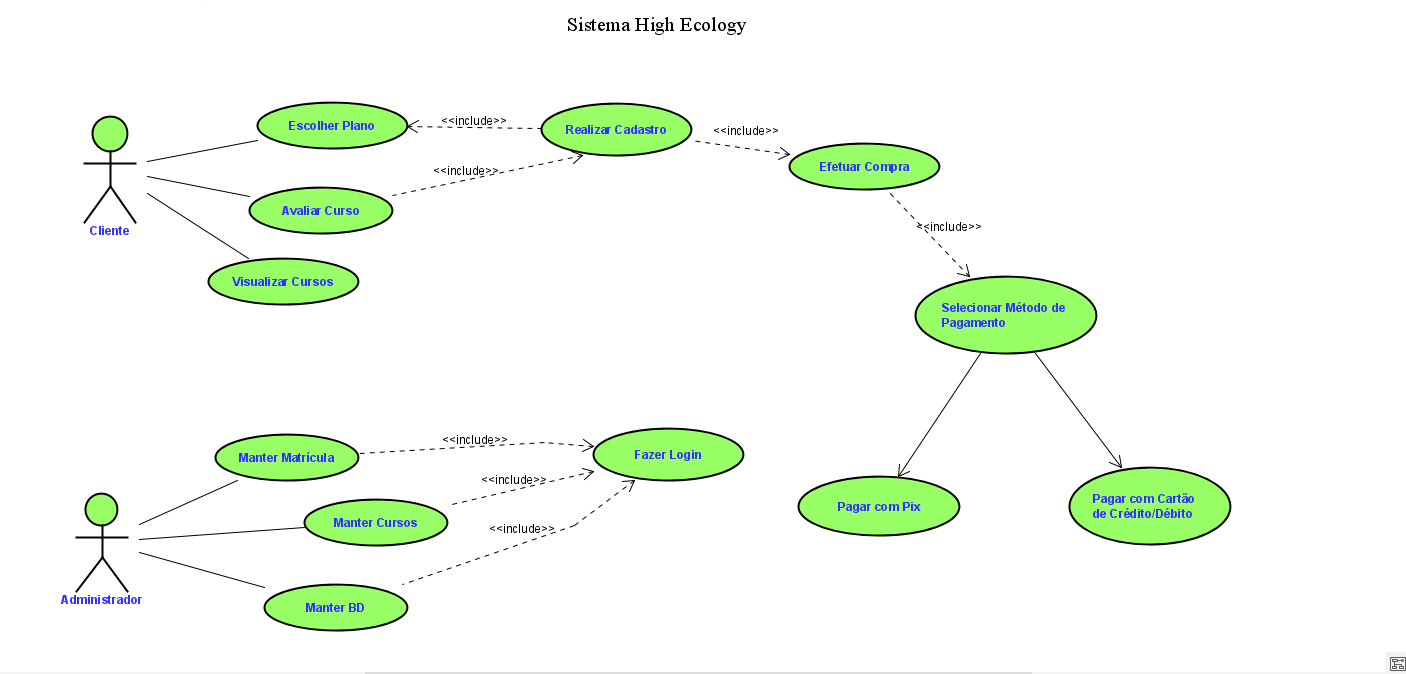 Sistema High Ecology
Escolher Plano
<<include>>
Realizar Cadastro
<<include>>
Efetuar Compra
<<include>>
Avaliar Curso
Cliente
<<include>>
Visualizar Cursos
Selecionar Método de
Pagamento
Manter Matrícula
<<include>>
Fazer Login
<<include>>
Manter Cursos
<<include>>
Pagar com Pix
Pagar com Cartão
de Crédito/Débito
Administrador
Manter BD